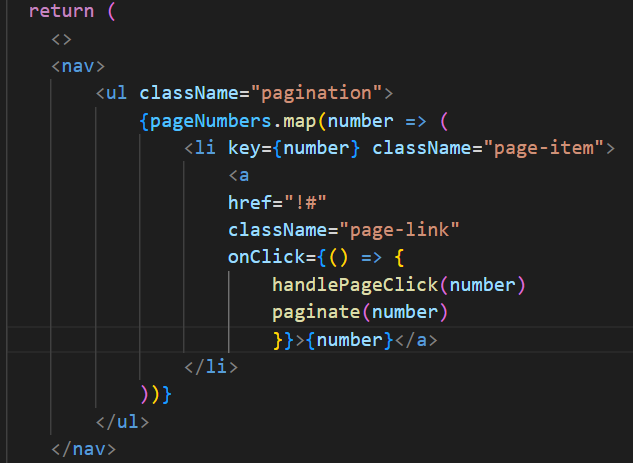 return (
<>
<nav>
<ul className="pagination">
{pageNumbers.map(number => (
<li key={number} className="page-item">
<a
href="!#"
className="page-link"
onClick={() => {
handlePageClick(number)
paginate(number)
}}>{number}</a>
</li>
))}
</ul>
</nav>